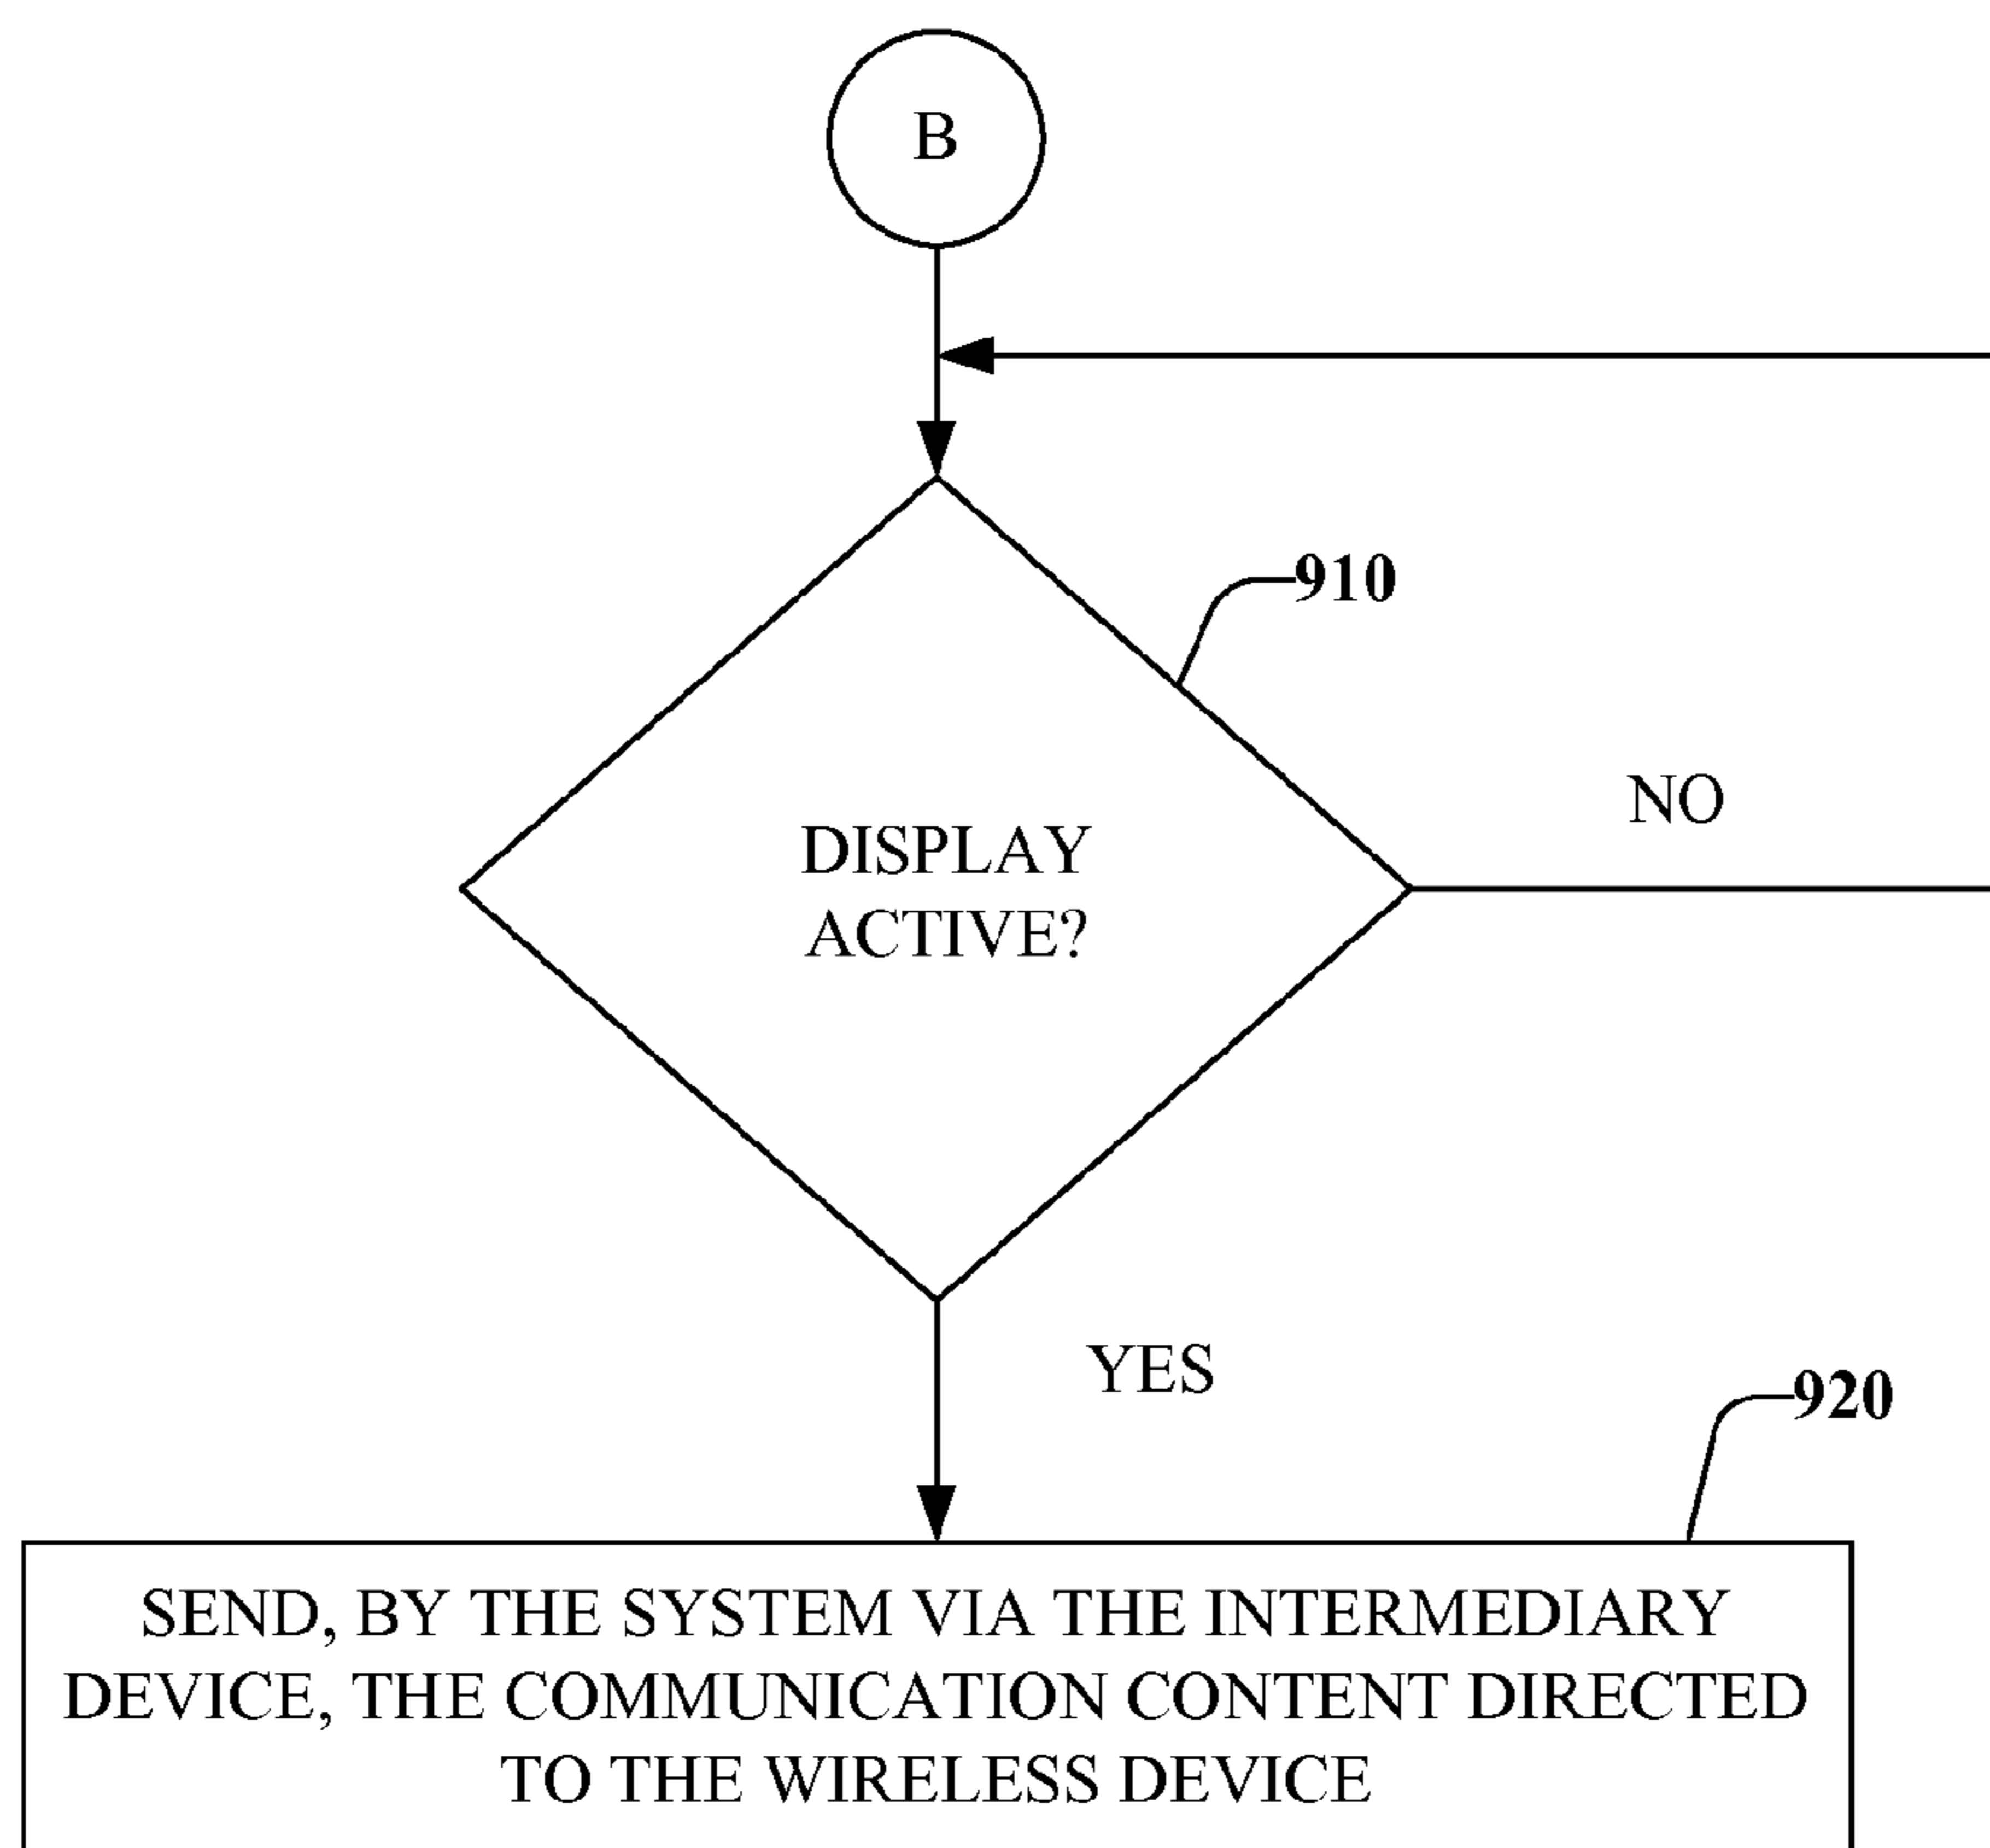 B
910
DISPLAY
ACTIVE?
NO
YES
920
SEND, BY THE SYSTEM VIA THE INTERMEDIARY
DEVICE, THE COMMUNICATION CONTENT DIRECTED
TO THE WIRELESS DEVICE